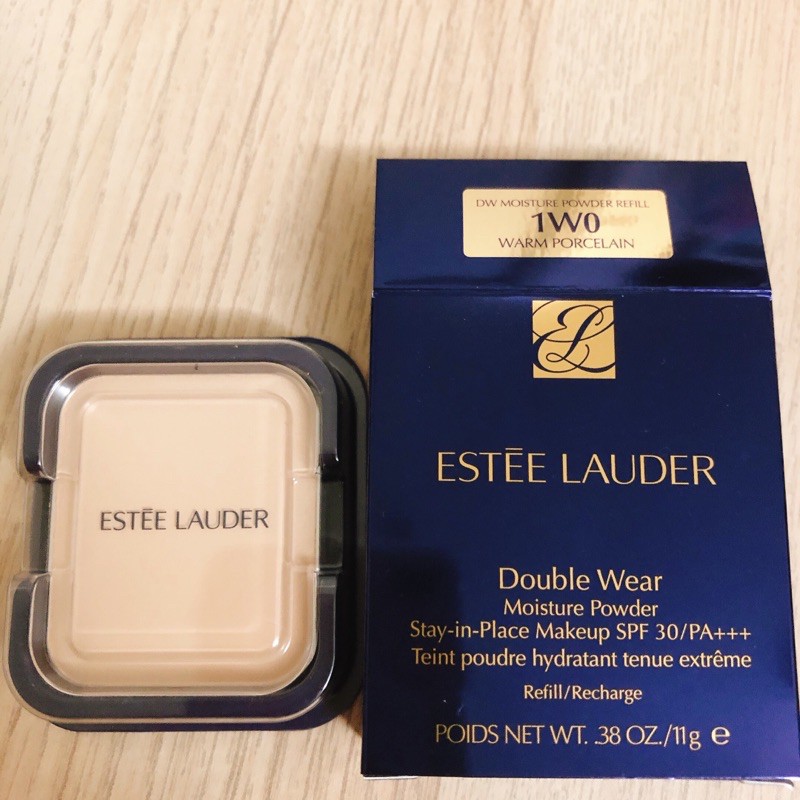 DW MOISTURE POWDER REFILL
1W0
WARM PORCELAIN
EL
ESTĒE LAUDER
Double Wear
Moisture Powder
Stay-in-Place Makeup SPF 30/PA+++
Teint poudre hydratant tenue extrême
Refill/Recharge
POIDS NET WT. .38 OZ./11g e
ESTĒE LAUDER